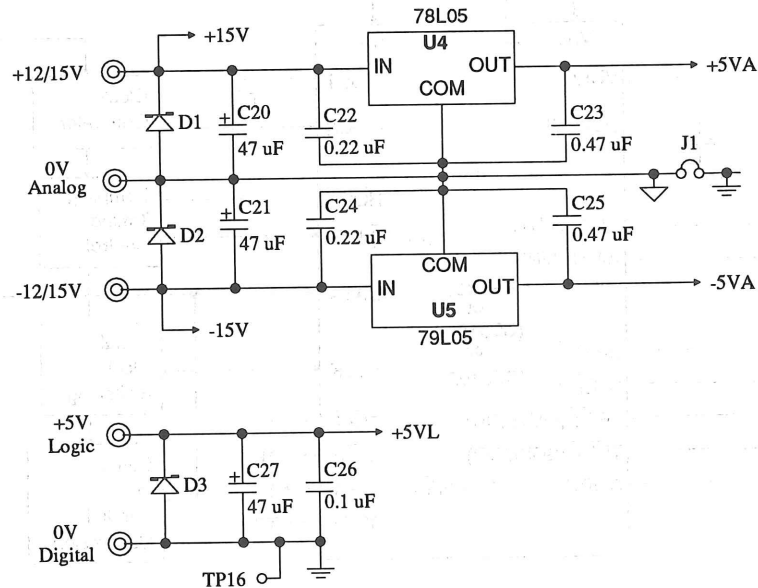 78L05
+15V
U4
+12/15V
IN
OUT
+5VA
COM
D1
+
C20
47 uF
C22
0.22 uF
C23
0.47 uF
J1
0V
Analog
D2
+
C21
47 uF
C24
0.22 uF
C25
0.47 uF
COM
-12/15V
IN
OUT
-5VA
U5
-15V
79L05
+5V
Logic
+5VL
D3
+
C27
47 uF
C26
0.1 uF
0V
Digital
TP16